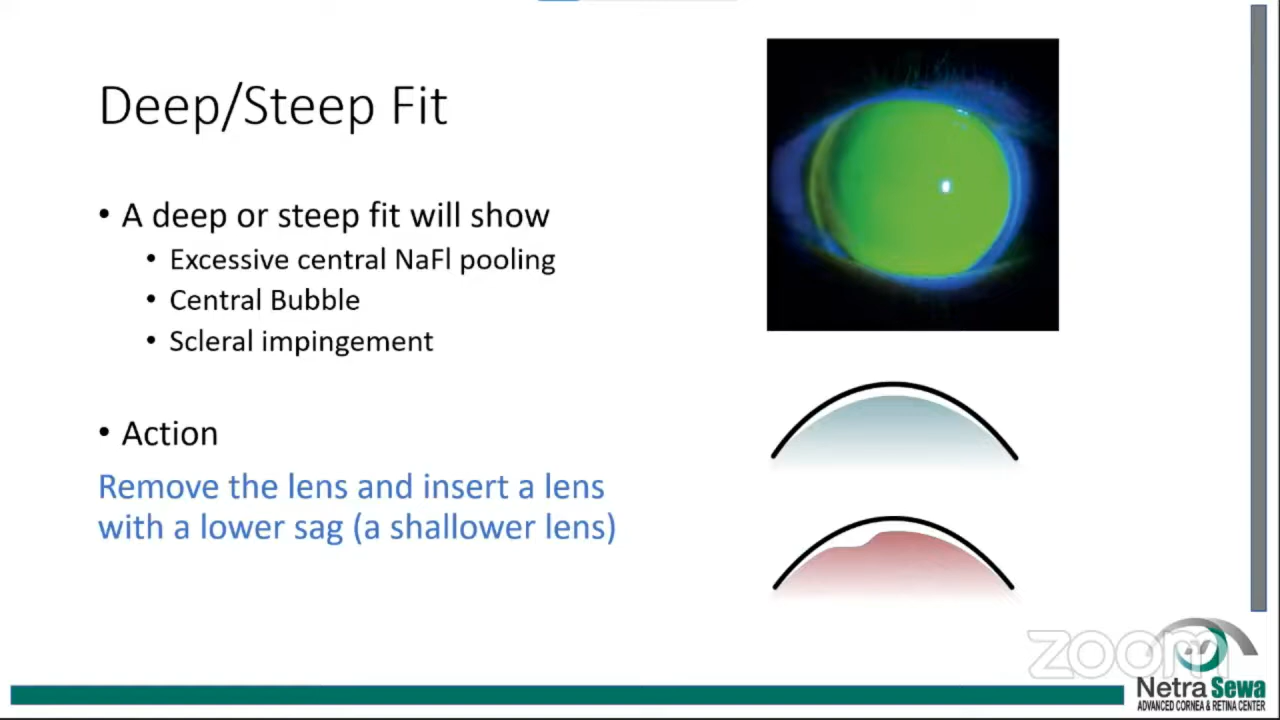 Deep/Steep Fit
• A deep or steep fit will show
• Excessive central NaFl pooling
• Central Bubble
• Scleral impingement
• Action
Remove the lens and insert a lens
with a lower sag (a shallower lens)
zoom
Netra Sewa
ADVANCED CORNEA & RETINA CENTER